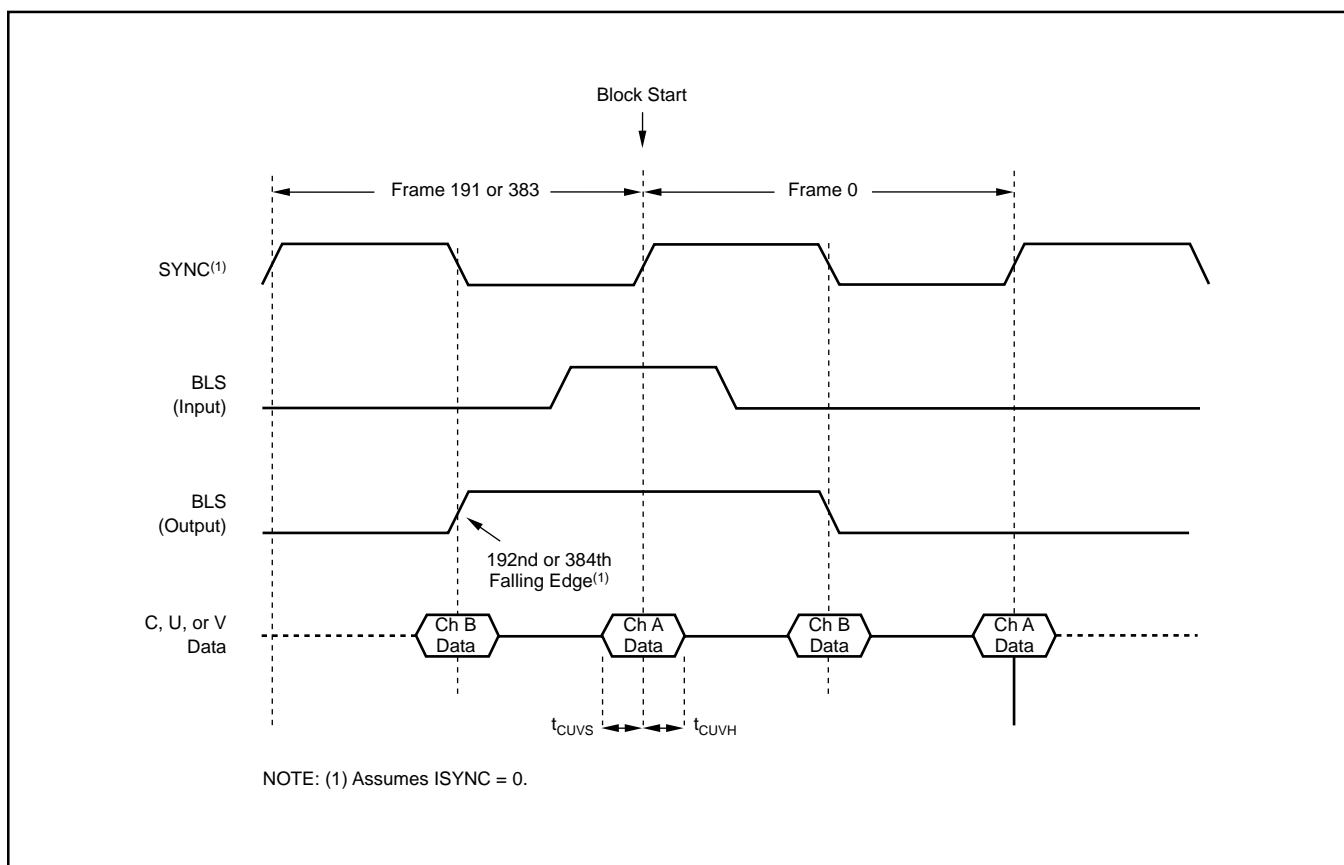 Block Start
Frame 191 or 383
Frame 0
SYNC(1)
BLS
(Input)
BLS
(Output)
192nd or 384th
Falling Edge(1)
C, U, or V
Data
Ch B
Data
Ch A
Data
Ch B
Data
Ch A
Data
tCUVS
tCUVH
NOTE: (1) Assumes ISYNC = 0.